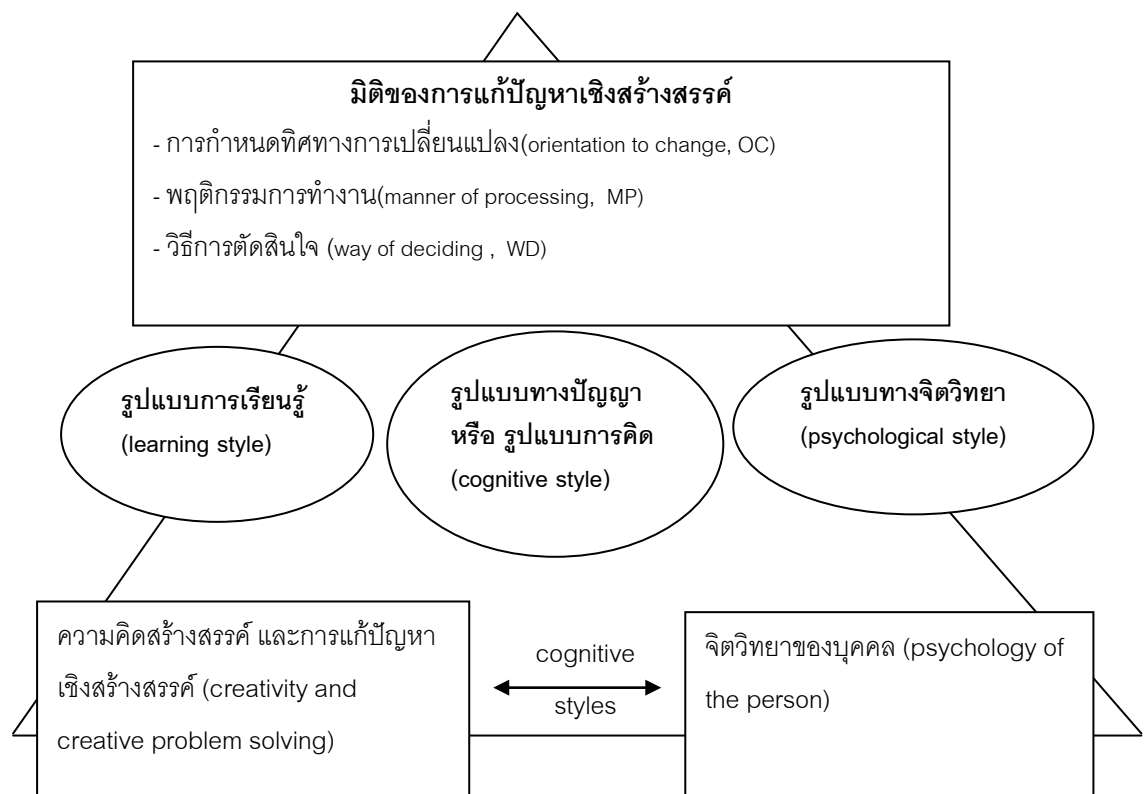 มิติของการแก้ปัญหาเชิงสร้างสรรค์
- การกำหนดทิศทางการเปลี่ยนแปลง(orientation to change, OC)
- พฤติกรรมการทำงาน(manner of processing, MP)
- วิธีการตัดสินใจ (way of deciding , WD)
รูปแบบการเรียนรู้
(learning style)
รูปแบบทางปัญญา
หรือ รูปแบบการคิด
(cognitive style)
รูปแบบทางจิตวิทยา
(psychological style)
ความคิดสร้างสรรค์ และการแก้ปัญหา
เชิงสร้างสรรค์ (creativity and
creative problem solving)
cognitive
styles
จิตวิทยาของบุคคล (psychology of
the person)